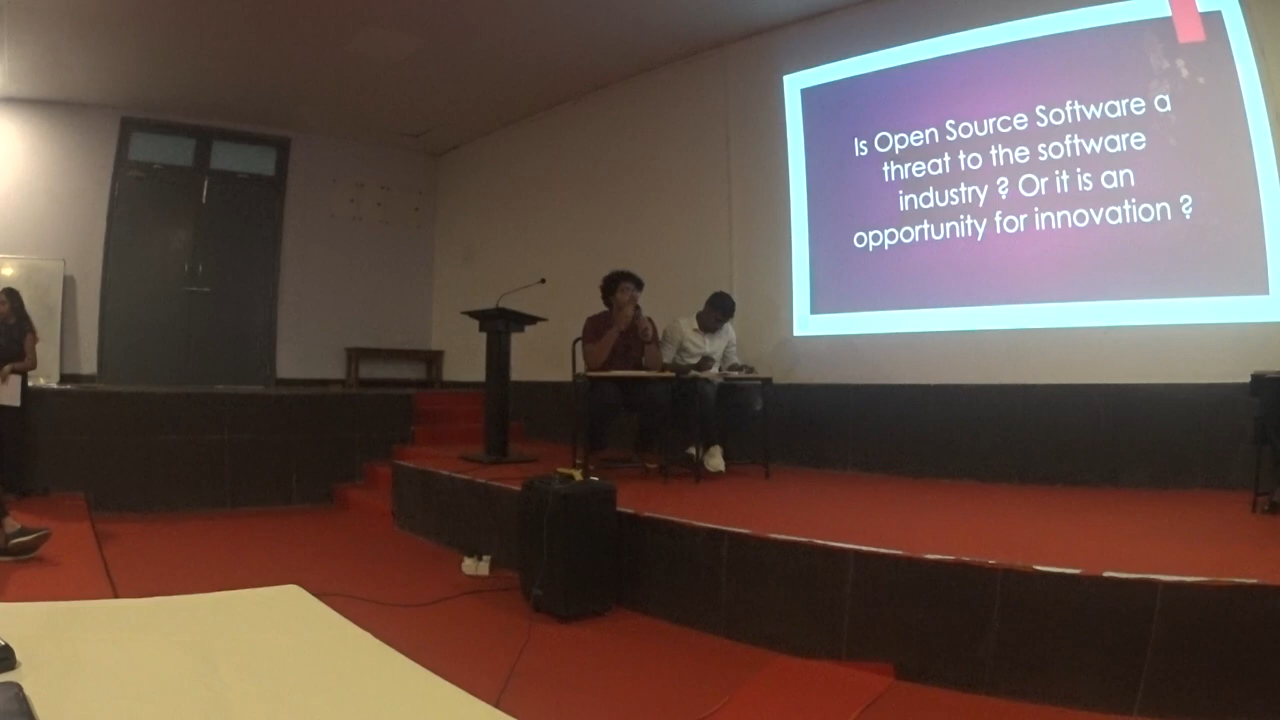 Is Open Source Software a
threat to the software
industry ? Or it is an
opportunity for innovation ?